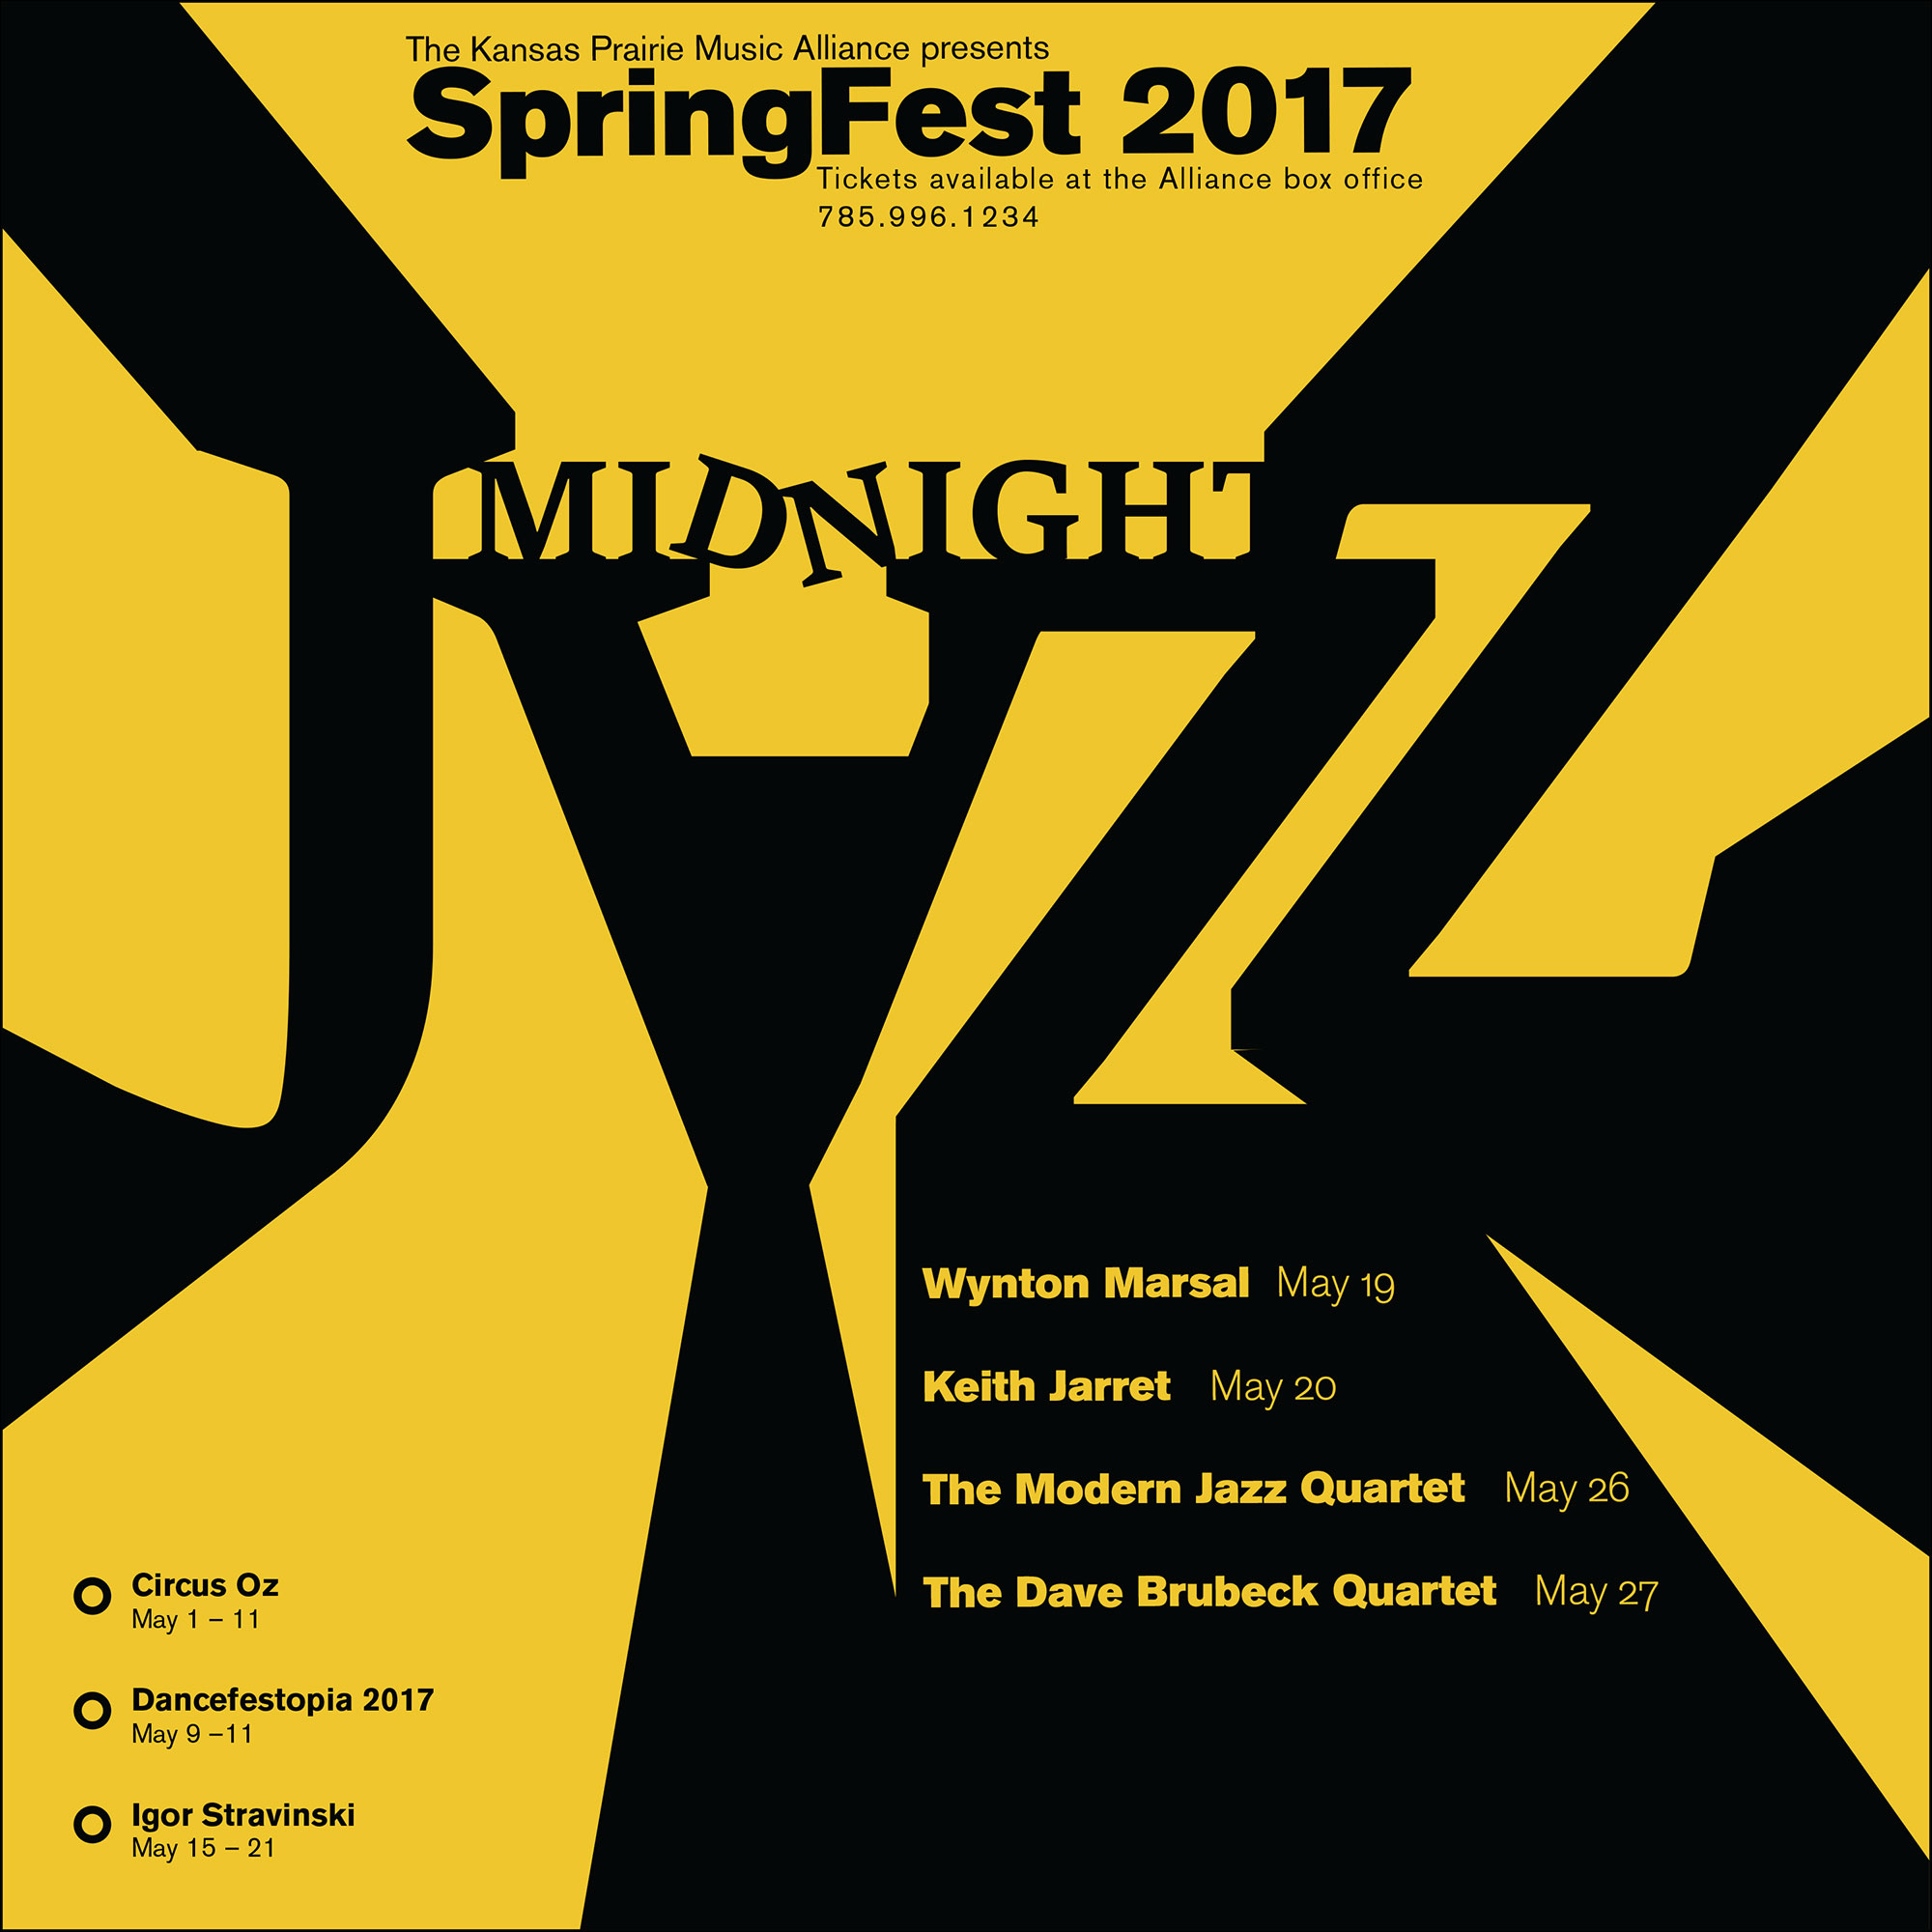 The Kansas Prairie Music Alliance presents
SpringFest 2017
Tickets available at the Alliance box office
785.996.1234
MIDNIGHT
JAZZ
Wynton Marsal May 19
Keith Jarret May 20
The Modern Jazz Quartet May 26
The Dave Brubeck Quartet May 27
Circus Oz
May 1 – 11
Dancefestopia 2017
May 9 –11
Igor Stravinski
May 15 – 21